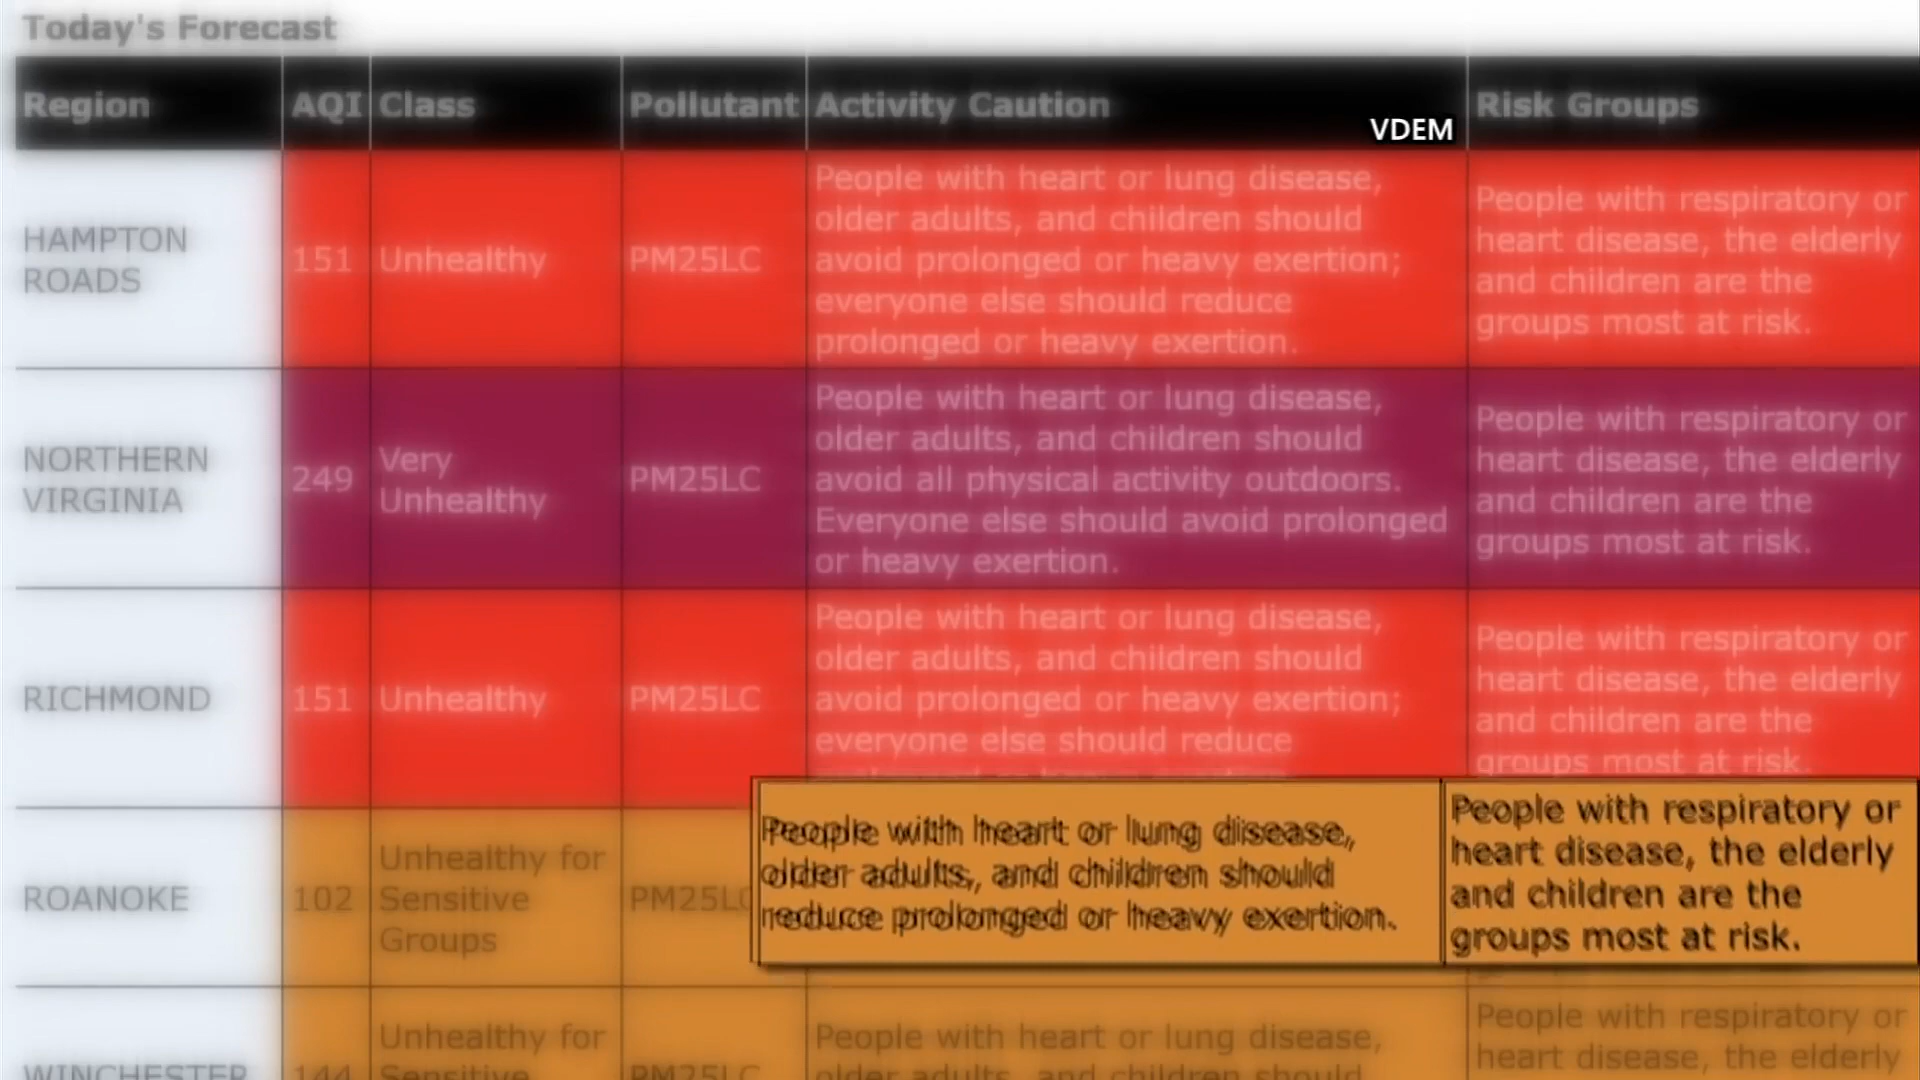 Today's Forecast
Region AQI Class Pollutant Activity Caution Risk Groups
VDEM
HAMPTON
ROADS
151
Unhealthy
PM25LC
People with heart or lung disease,
older adults, and children should
avoid prolonged or heavy exertion;
everyone else should reduce
prolonged or heavy exertion.
People with respiratory or
heart disease, the elderly
and children are the
groups most at risk.
NORTHERN
VIRGINIA
249
Very
Unhealthy
PM25LC
People with heart or lung disease,
older adults, and children should
avoid all physical activity outdoors.
Everyone else should avoid prolonged
or heavy exertion.
People with respiratory or
heart disease, the elderly
and children are the
groups most at risk.
RICHMOND
151
Unhealthy
PM25LC
People with heart or lung disease,
older adults, and children should
avoid prolonged or heavy exertion;
everyone else should reduce
People with respiratory or
heart disease, the elderly
and children are the
groups most at risk.
ROANOKE
102
Unhealthy for
Sensitive
Groups
PM25LC
People with heart or lung disease,
older adults, and children should
reduce prolonged or heavy exertion.
People with respiratory or
heart disease, the elderly
and children are the
groups most at risk.
WINCHESTER
144
Unhealthy for
Sensitive
PM25LC
People with heart or lung disease,
older adults, and children should
People with respiratory or
heart disease, the elderly